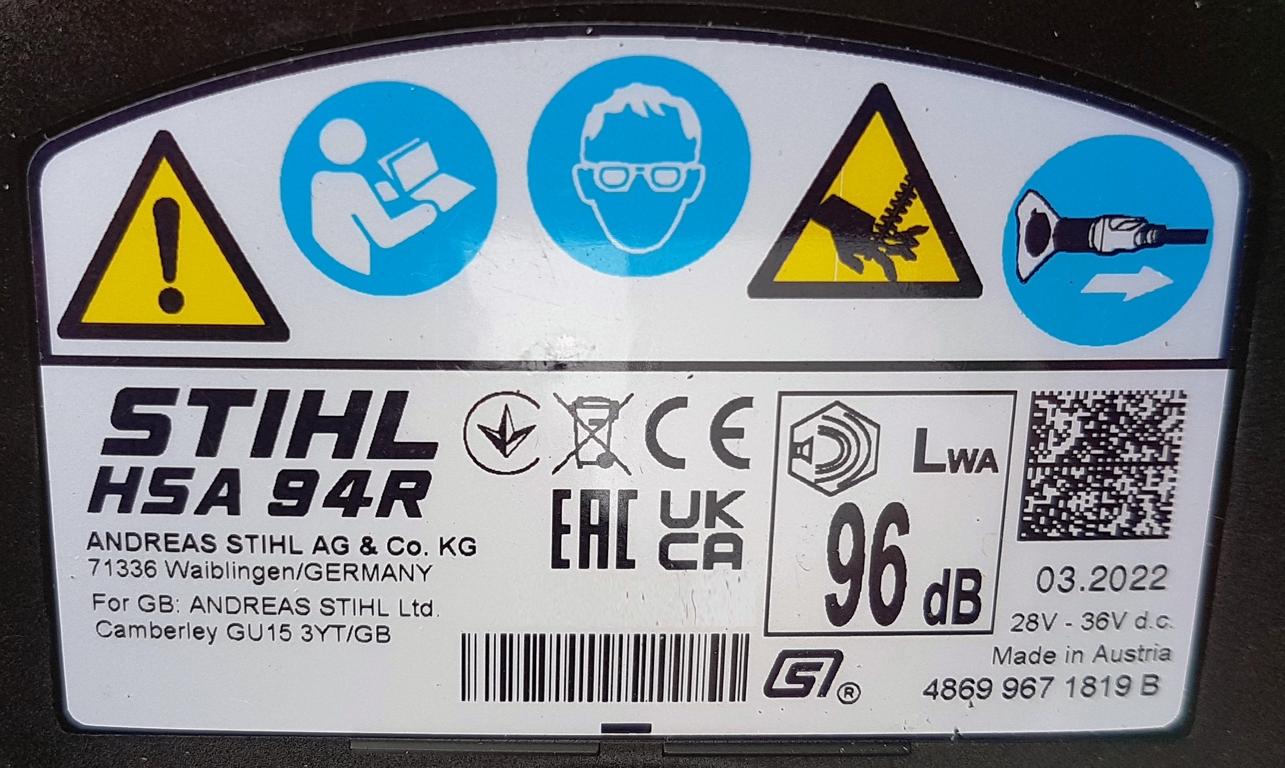 STIHL
HSA 94R
ANDREAS STIHL AG & Co. KG
71336 Waiblingen/GERMANY
For GB: ANDREAS STIHL Ltd.
Camberley GU15 3YT/GB
CE
EAC
UK
CA
LWA
96 dB
03.2022
28V - 36V d.c.
Made in Austria
4869 967 1819 B
®